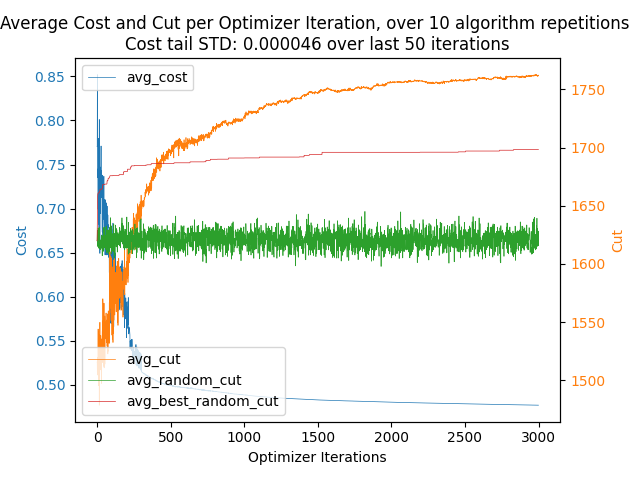 Average Cost and Cut per Optimizer Iteration, over 10 algorithm repetitions
Cost tail STD: 0.000046 over last 50 iterations
avg_cost
0.85
0.80
0.75
0.70
0.65
0.60
0.55
0.50
Cost
1750
1700
1650
1600
1550
1500
Cut
avg_cut
avg_random_cut
avg_best_random_cut
0 500 1000 1500 2000 2500 3000
Optimizer Iterations